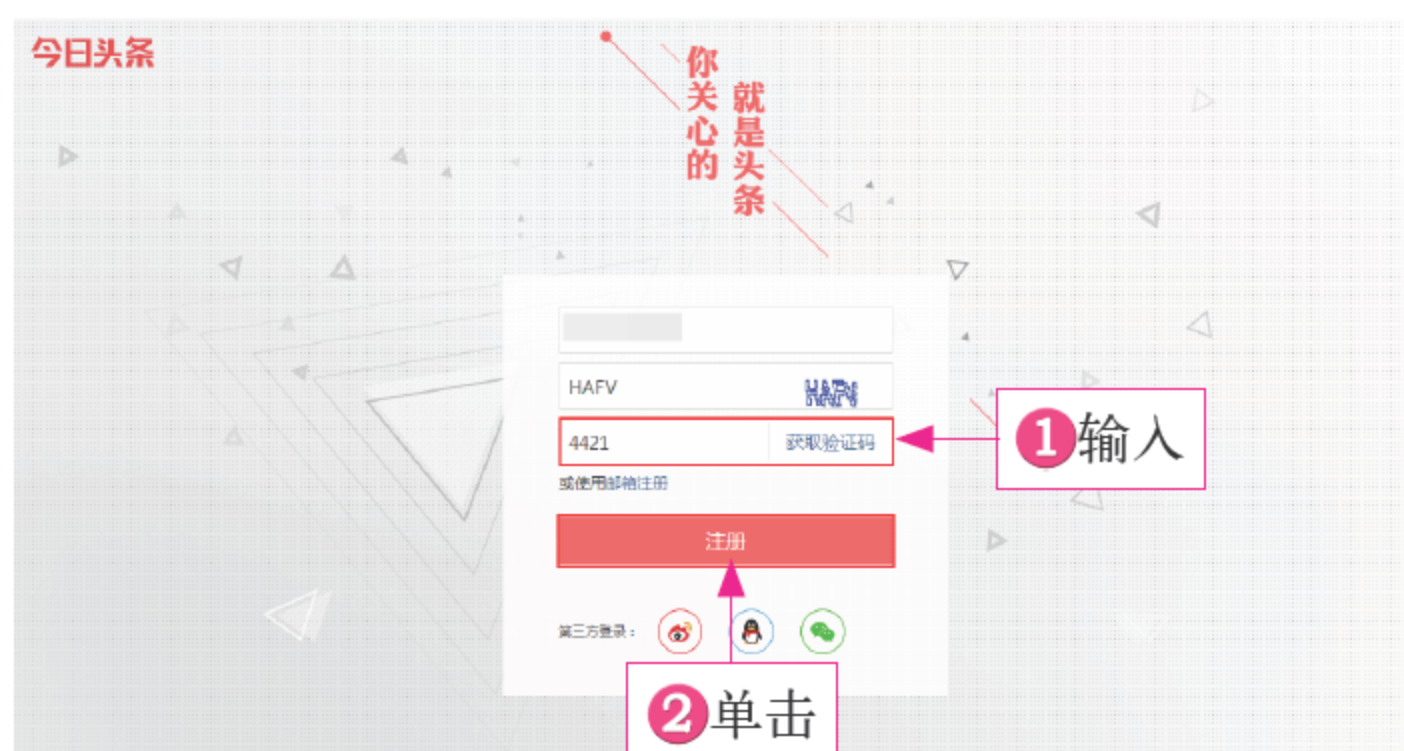 今日头条
你关心的
就是头条
HAFV
HAFV
4421
获取验证码
❶输入
或使用邮箱注册
注册
第三方登录：
❷单击